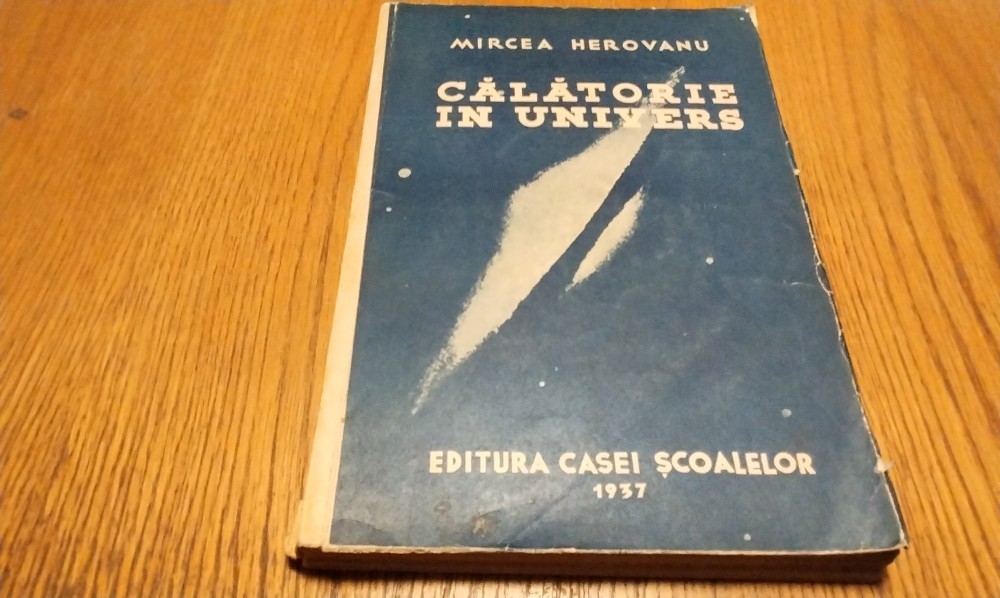 MIRCEA HEROVANU
CĂLĂTORIE
IN UNIVERS
EDITURA CASEI ȘCOALELOR
1937